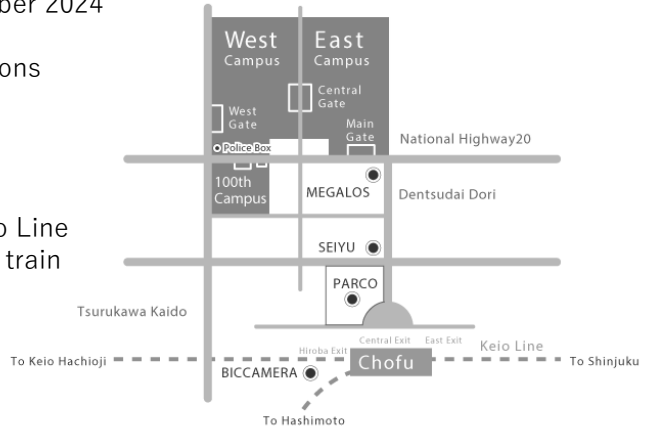 ber 2024
ons
o Line
train
West
Campus
East
Campus
Central
Gate
West
Gate
Main
Gate
Police Box
National Highway20
100th
Campus
MEGALOS
Dentsudai Dori
SEIYU
PARCO
Tsurukawa Kaido
Central Exit
East Exit
Hiroba Exit
Keio Line
To Keio Hachioji
Chofu
To Shinjuku
BICCAMERA
To Hashimoto